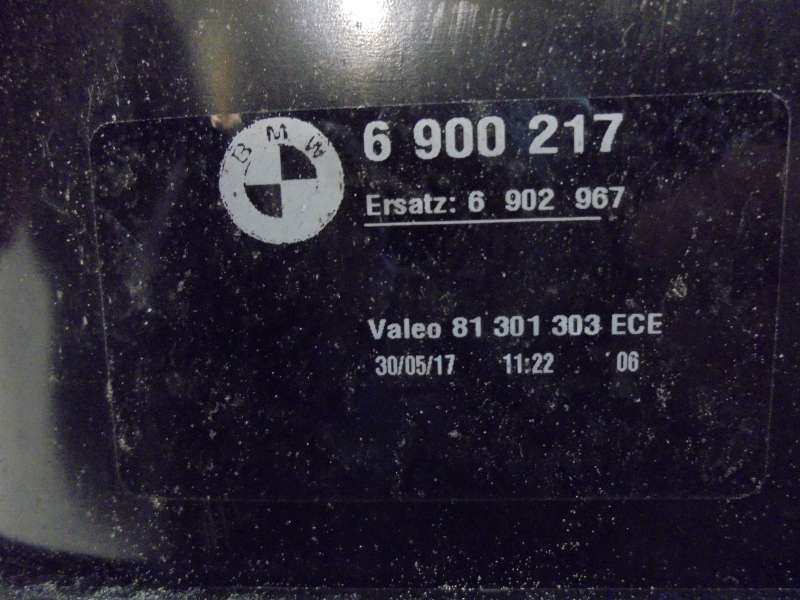 BMW
6 900 217
Ersatz: 6 902 967
Valeo 81 301 303 ECE
30/05/17 11:22 06